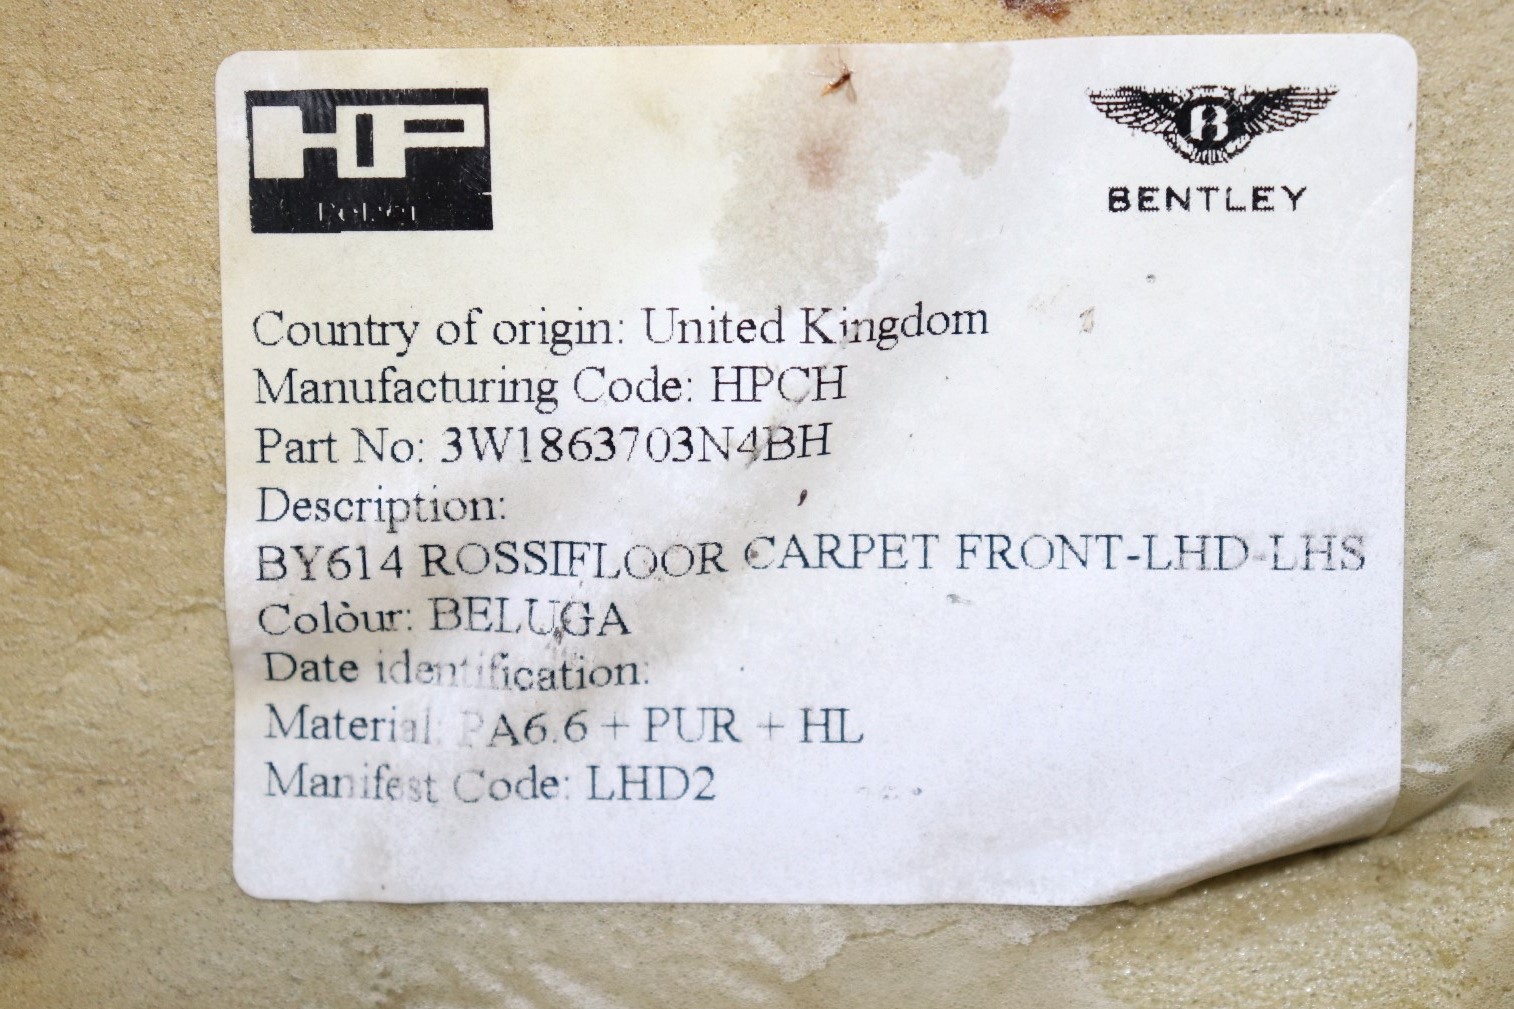 HP
BENTLEY
Country of origin: United Kingdom
Manufacturing Code: HPCH
Part No: 3W1863703N4BH
Description:
BY614 ROSSIFLOOR CARPET FRONT-LHD-LHS
Colour: BELUGA
Date identification:
Material: PA6.6 + PUR + HL
Manifest Code: LHD2